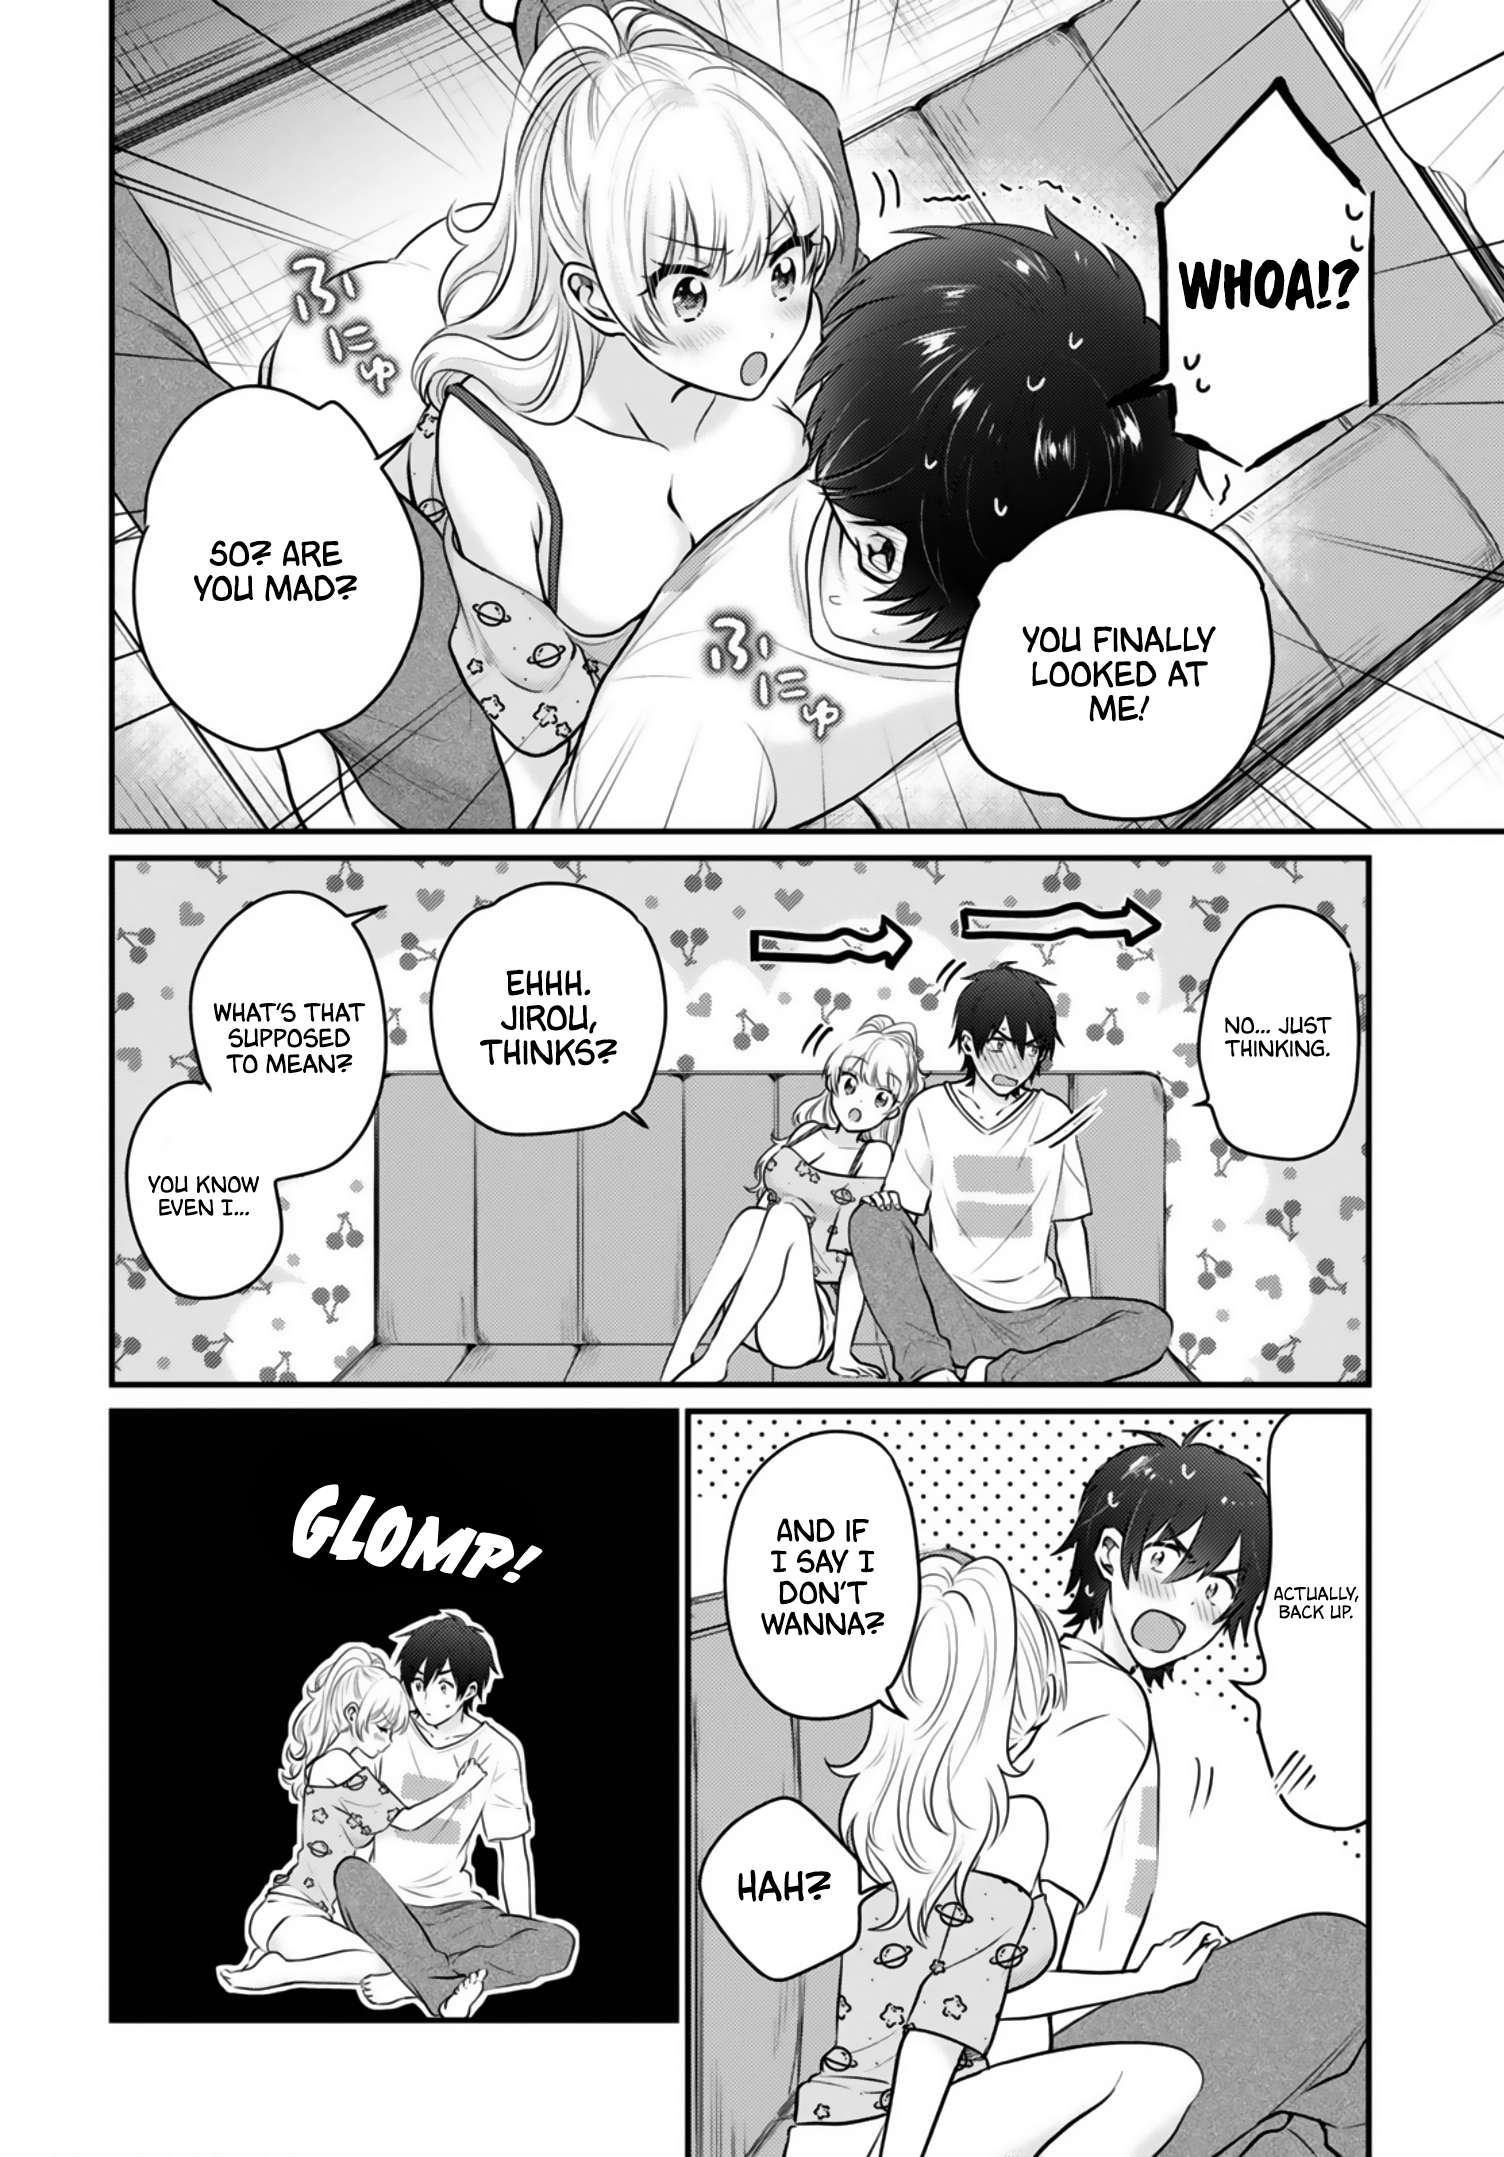 WHOA!?
YOU FINALLY
LOOKED AT
ME!
ふにゅ
ふにゅ
SO? ARE
YOU MAD?
NO... JUST
THINKING.
EHHH.
JIROU,
THINKS?
WHAT'S THAT
SUPPOSED
TO MEAN?
YOU KNOW
EVEN I...
ACTUALLY,
BACK UP.
AND IF
I SAY I
DON'T
WANNA?
HAH?
GLOMP!